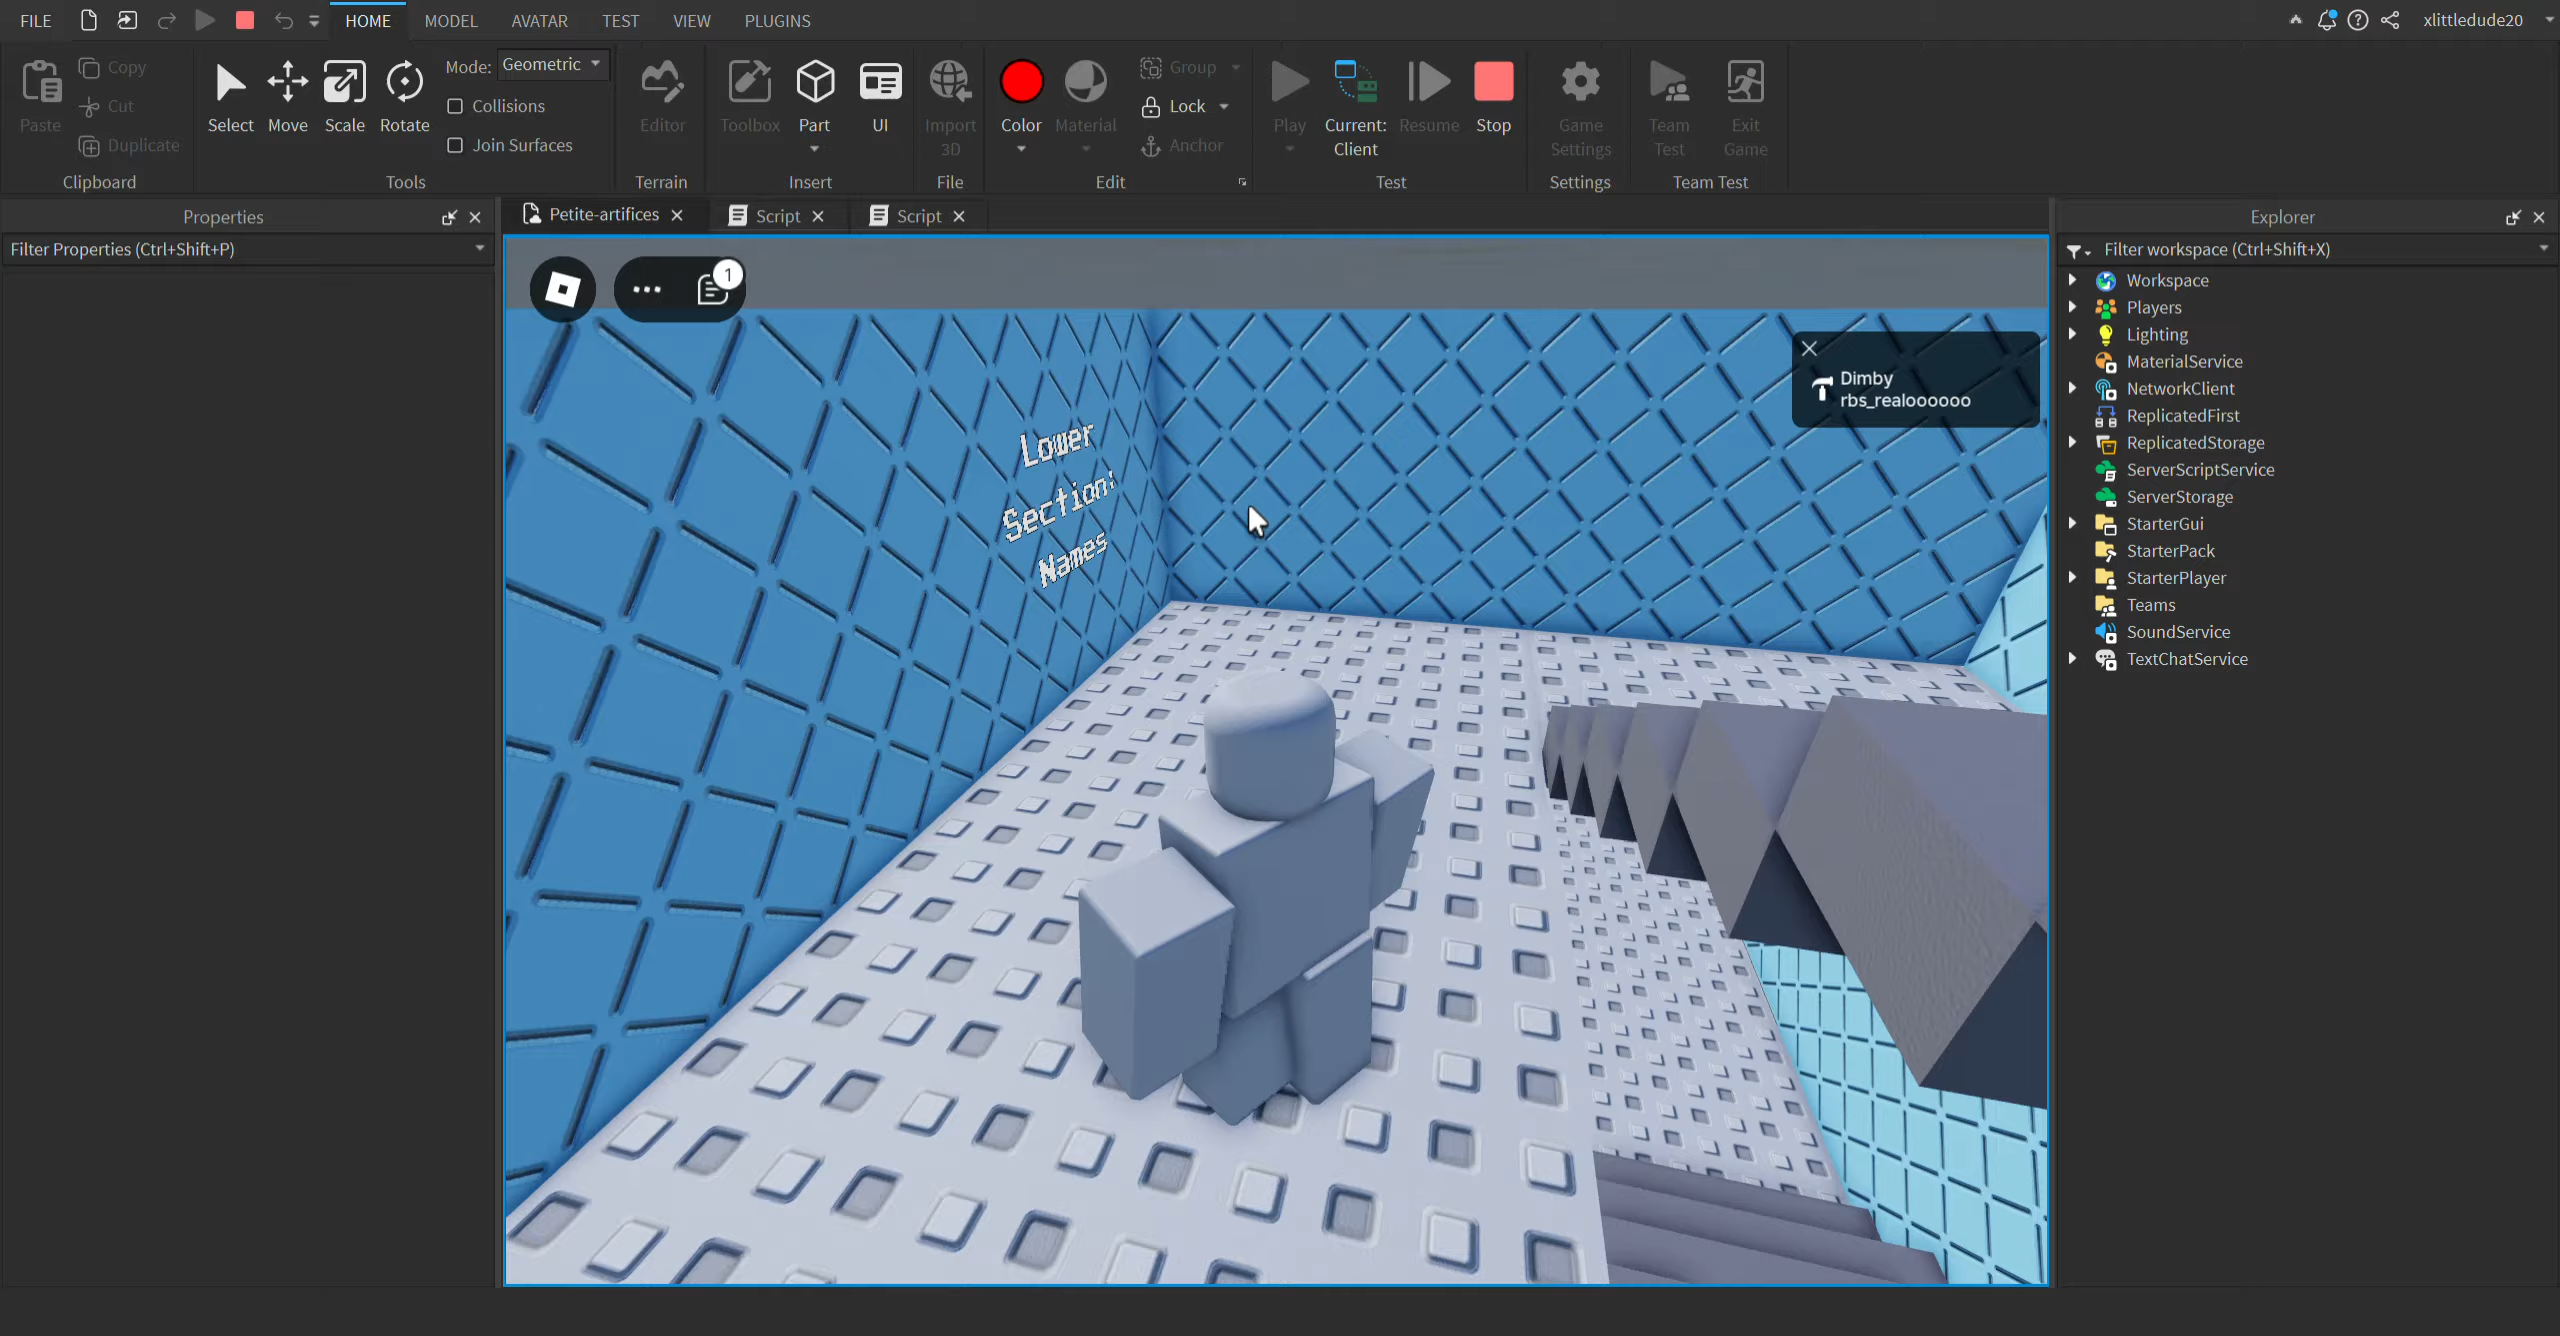 FILE HOME MODEL AVATAR TEST VIEW PLUGINS xlittledude20
Paste Copy Cut Duplicate Clipboard
Select Move Scale Rotate Mode: Geometric Collisions Join Surfaces Tools
Editor Terrain
Toolbox Part UI Insert
Import 3D File
Color Material Group Lock Anchor Edit
Play Current: Client Resume Stop Test
Game Settings Settings
Team Test Exit Game Team Test
Properties
Filter Properties (Ctrl+Shift+P)
Petite-artifices Script Script
1
Lower
Section:
Names
Dimby
rbs_realoooooo
Explorer
Filter workspace (Ctrl+Shift+X)
Workspace
Players
Lighting
MaterialService
NetworkClient
ReplicatedFirst
ReplicatedStorage
ServerScriptService
ServerStorage
StarterGui
StarterPack
StarterPlayer
Teams
SoundService
TextChatService